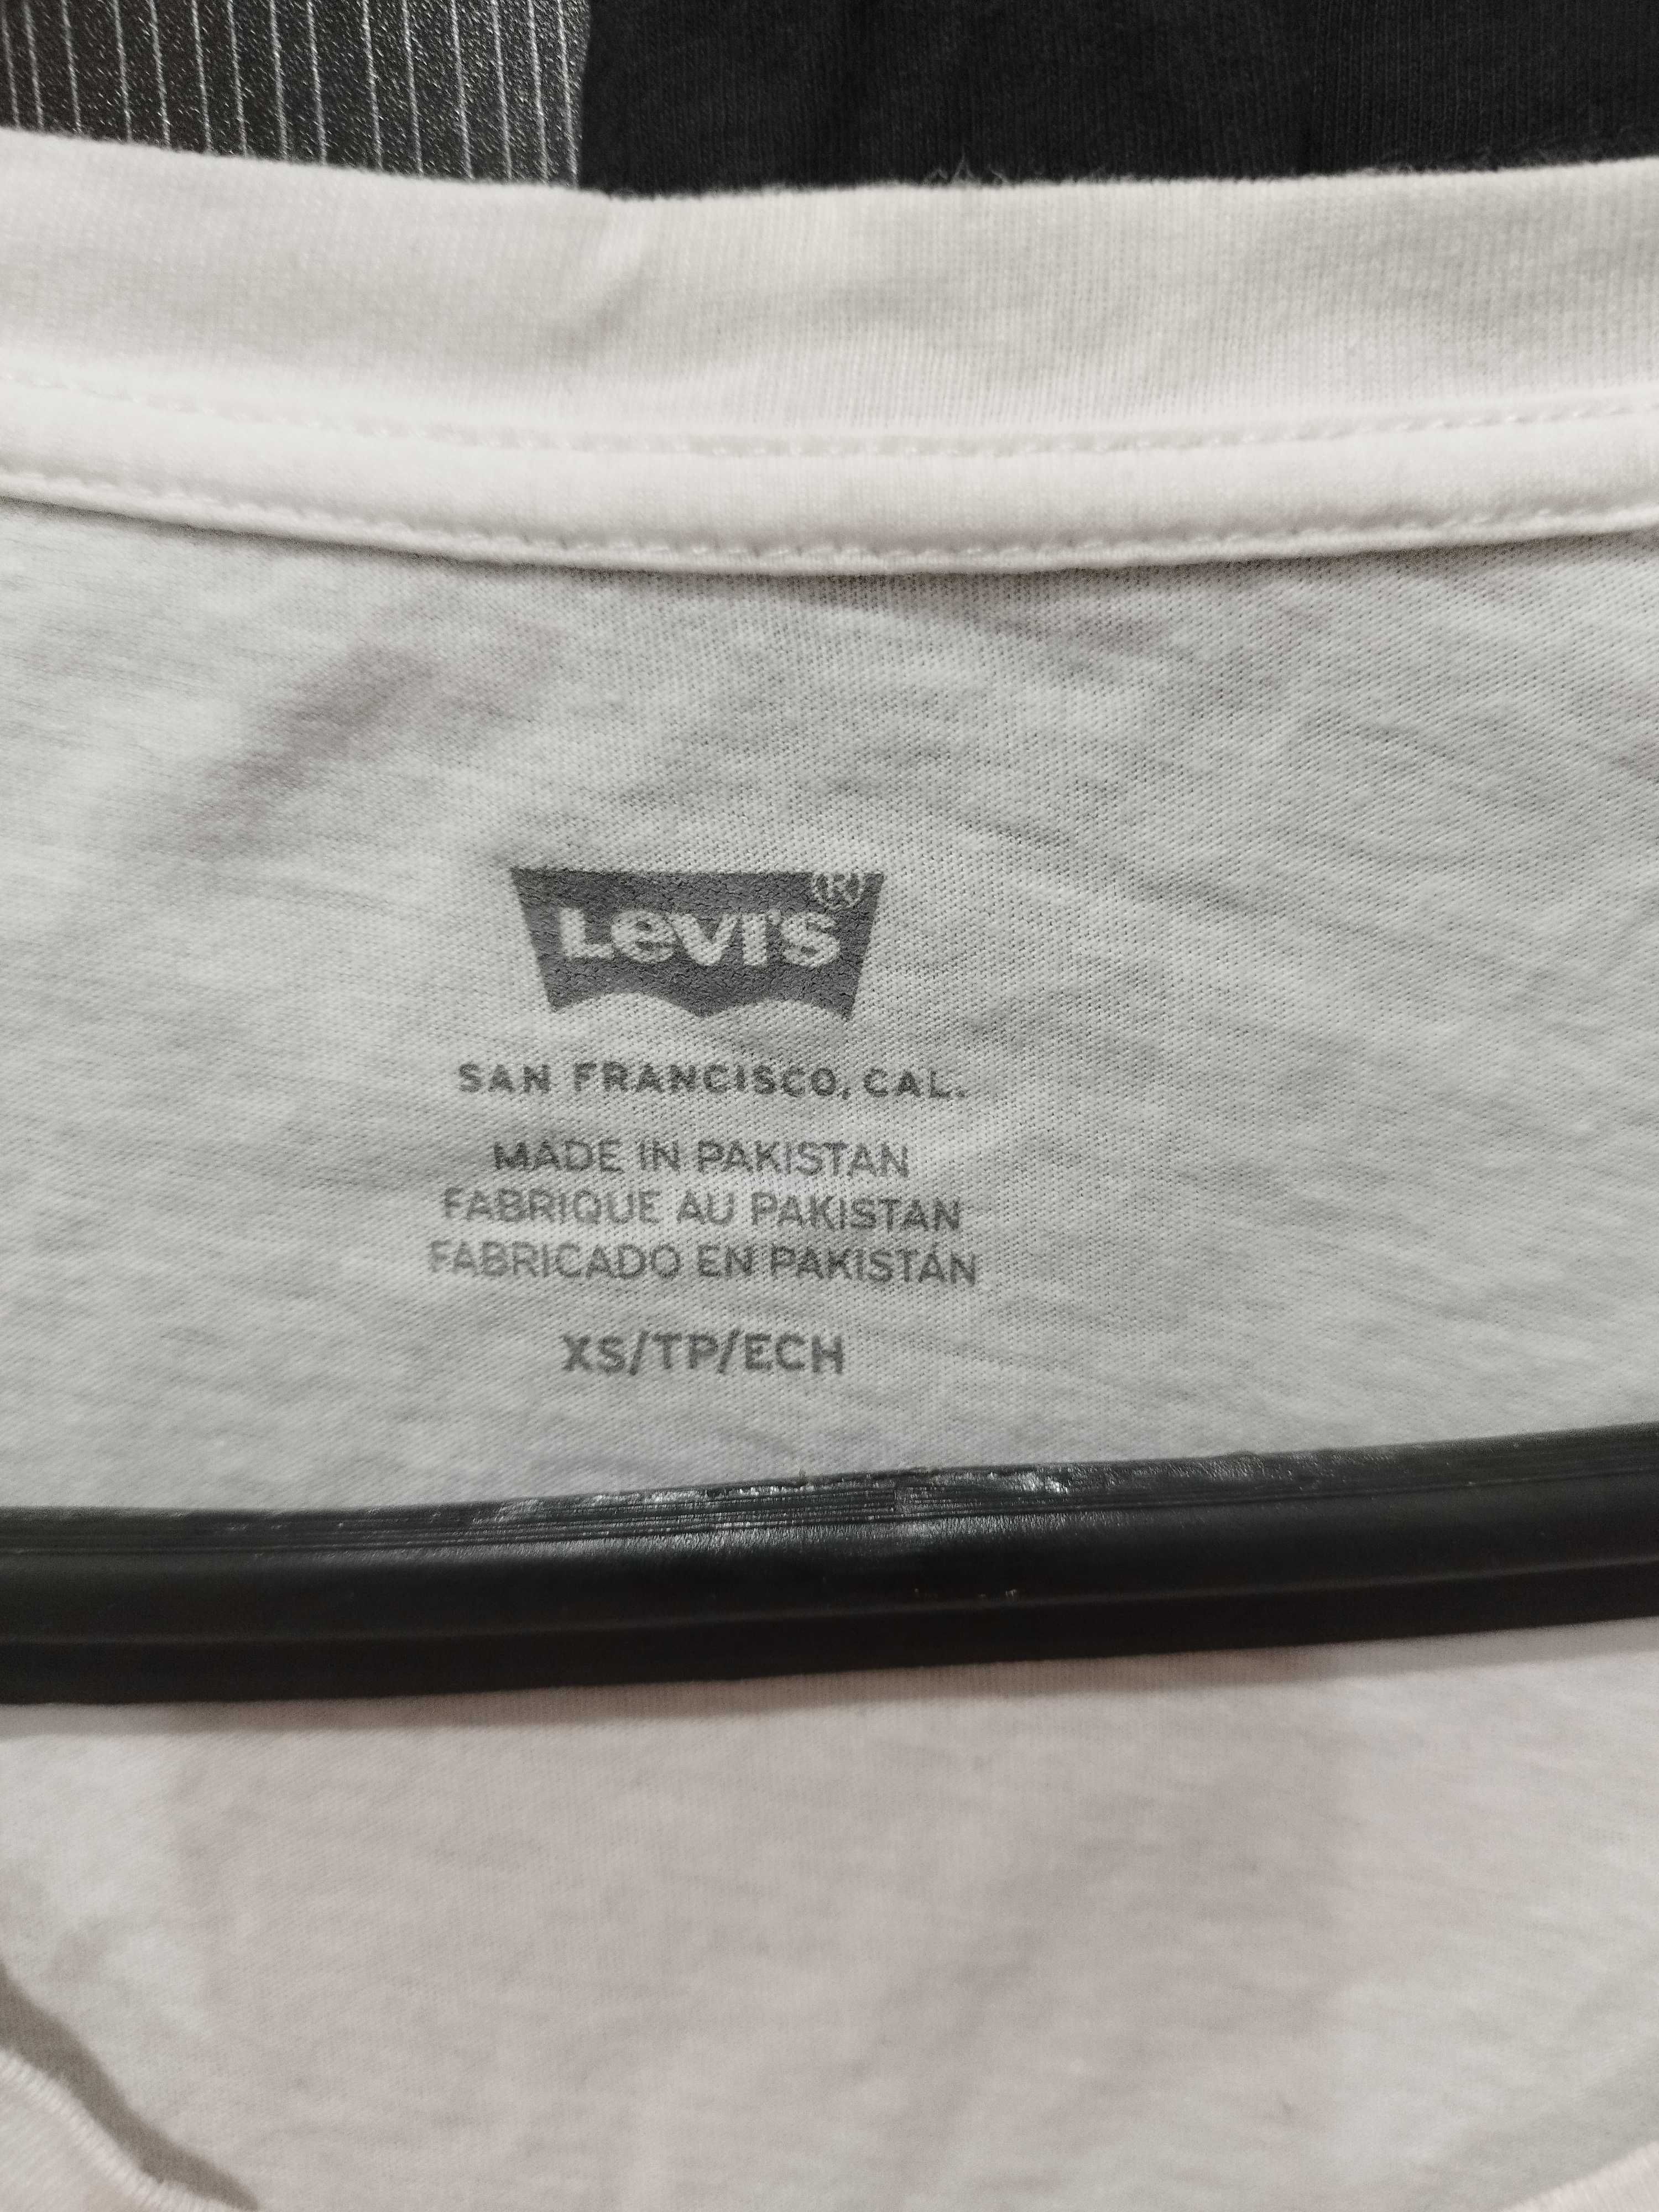 Levi's®
SAN FRANCISCO, CAL.
MADE IN PAKISTAN
FABRIQUE AU PAKISTAN
FABRICADO EN PAKISTÁN
XS/TP/ECH